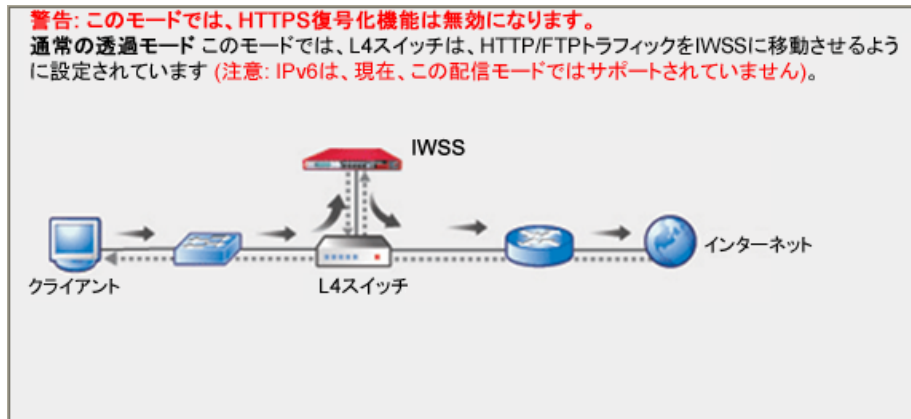 警告: このモードでは、HTTPS復号化機能は無効になります。
通常の透過モード このモードでは、L4スイッチは、HTTP/FTPトラフィックをIWSSに移動させるよう
に設定されています (注意: IPv6は、現在、この配信モードではサポートされていません)。
IWSS
インターネット
クライアント
L4スイッチ